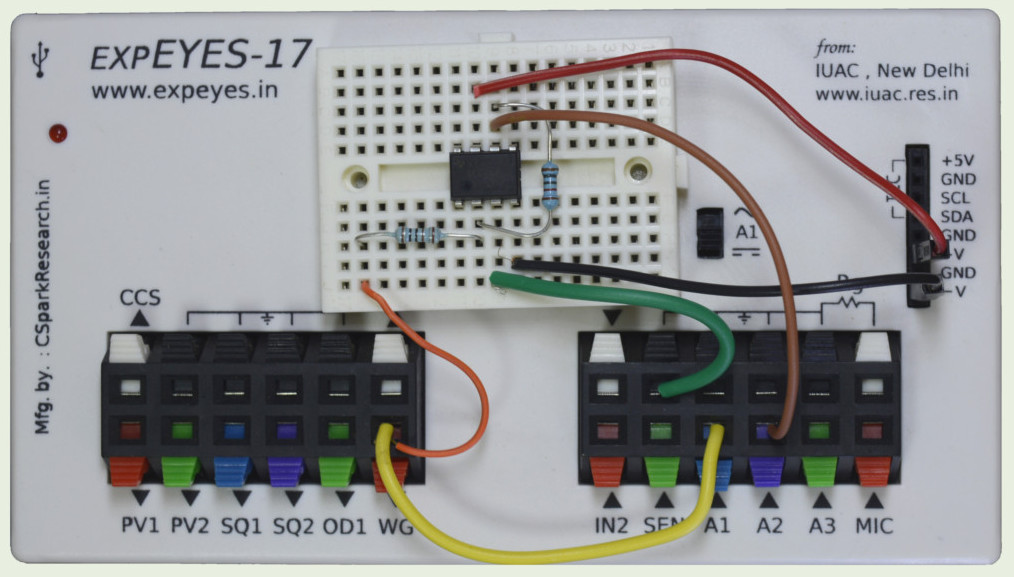 EXPEYES-17
www.expeyes.in
from:
IUAC , New Delhi
www.iuac.res.in
Mfg. by. : CSparkResearch.in
+5V
GND
SCL
SDA
GND
GND
-V
A1
CCS
PV1
PV2
SQ1
SQ2
OD1
WG
IN2
A1
A2
A3
MIC